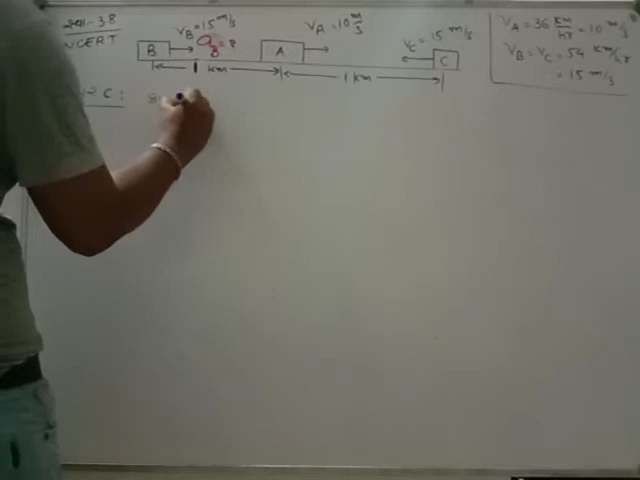 38
NCERT
V_B = 15 m/s
a_B = ?
V_A = 10 m/s
V_C = 15 m/s
B
A
C
1 km
1 km
C :
V_A = 36 km/hr = 10 m/s
V_B = V_C = 54 km/hr
= 15 m/s